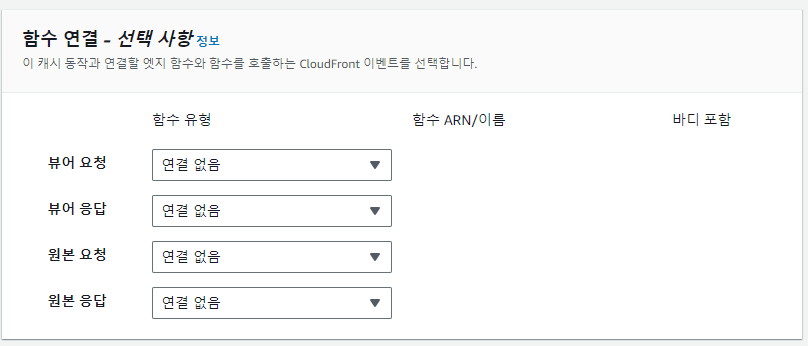 함수 연결 - 선택 사항 정보
이 캐시 동작과 연결할 엣지 함수와 함수를 호출하는 CloudFront 이벤트를 선택합니다.
함수 유형 함수 ARN/이름 바디 포함
뷰어 요청 연결 없음
뷰어 응답 연결 없음
원본 요청 연결 없음
원본 응답 연결 없음